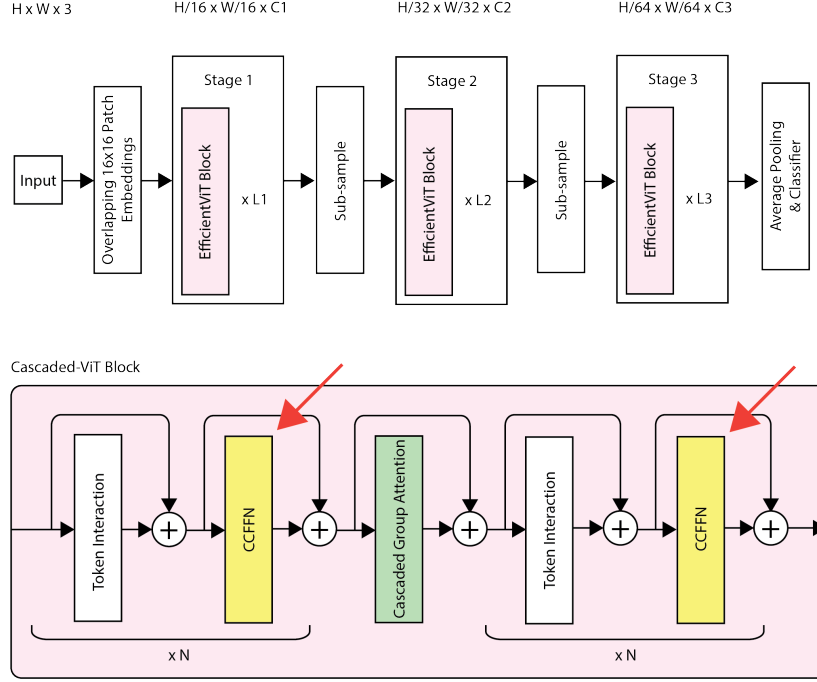 H x W x 3
H/16 x W/16 x C1
H/32 x W/32 x C2
H/64 x W/64 x C3
Input
Overlapping 16x16 Patch
Embeddings
Stage 1
EfficientViT Block
x L1
Sub-sample
Stage 2
EfficientViT Block
x L2
Sub-sample
Stage 3
EfficientViT Block
x L3
Average Pooling
& Classifier
Cascaded-ViT Block
Token Interaction
+
CCFFN
+
Cascaded Group Attention
+
Token Interaction
+
CCFFN
+
x N
x N